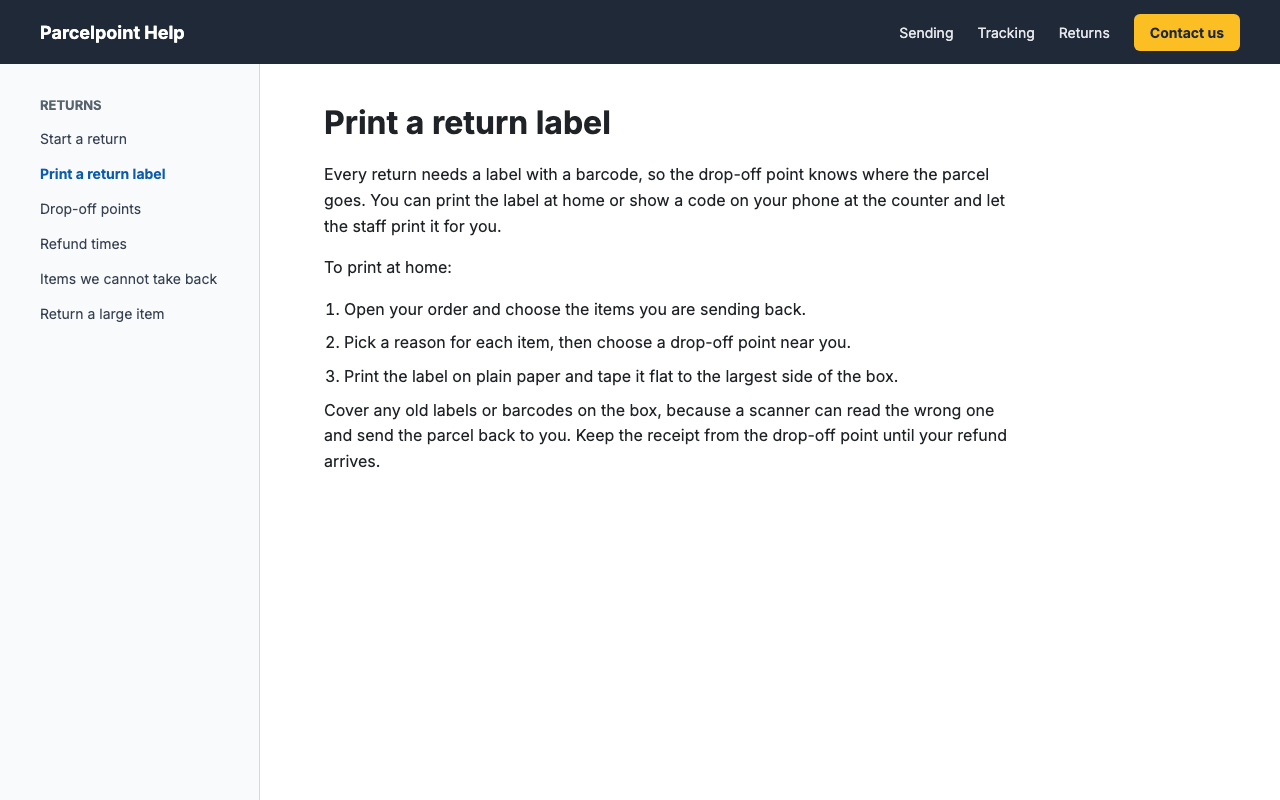 Parcelpoint Help
Sending
Tracking
Returns
Contact us
RETURNS
Start a return
Print a return label
Drop-off points
Refund times
Items we cannot take back
Return a large item
Print a return label
Every return needs a label with a barcode, so the drop-off point knows where the parcel
goes. You can print the label at home or show a code on your phone at the counter and let
the staff print it for you.
To print at home:
1. Open your order and choose the items you are sending back.
2. Pick a reason for each item, then choose a drop-off point near you.
3. Print the label on plain paper and tape it flat to the largest side of the box.
Cover any old labels or barcodes on the box, because a scanner can read the wrong one
and send the parcel back to you. Keep the receipt from the drop-off point until your refund
arrives.